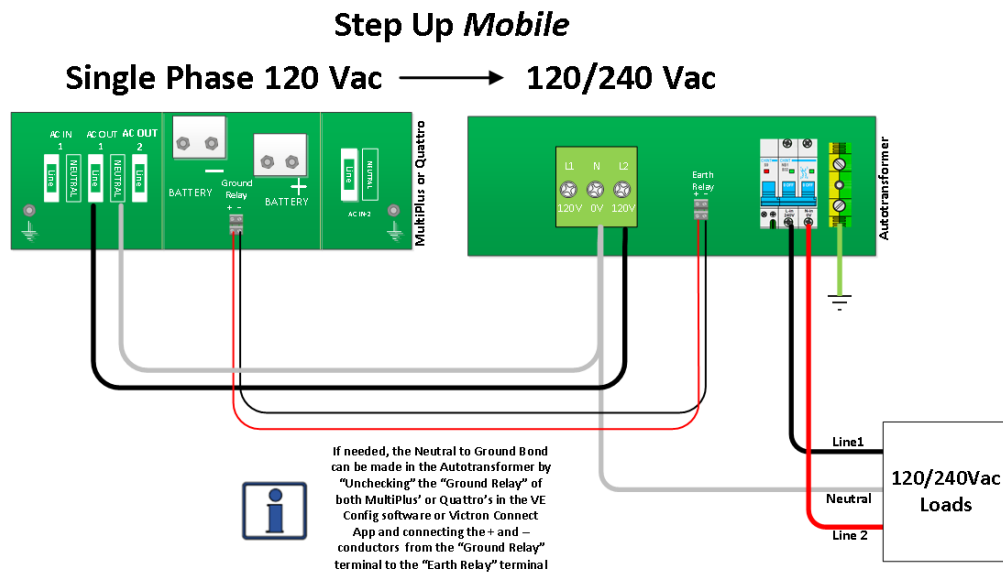 Step Up Mobile
Single Phase 120 Vac 120/240 Vac
AC IN
1
AC OUT
1
AC OUT
2
Line
NEUTRAL
Line
NEUTRAL
Line
BATTERY
–
Ground
Relay
+ –
+
BATTERY
Line
NEUTRAL
AC IN-2
MultiPlus or Quattro
L1 N L2
120V 0V 120V
Earth
Relay
+ –
L in
N in
0V
Autotransformer
If needed, the Neutral to Ground Bond
can be made in the Autotransformer by
“Unchecking” the “Ground Relay” of
both MultiPlus’ or Quattro’s in the VE
Config software or Victron Connect
App and connecting the + and –
conductors from the “Ground Relay”
terminal to the “Earth Relay” terminal
Line1
Neutral
Line 2
120/240Vac
Loads